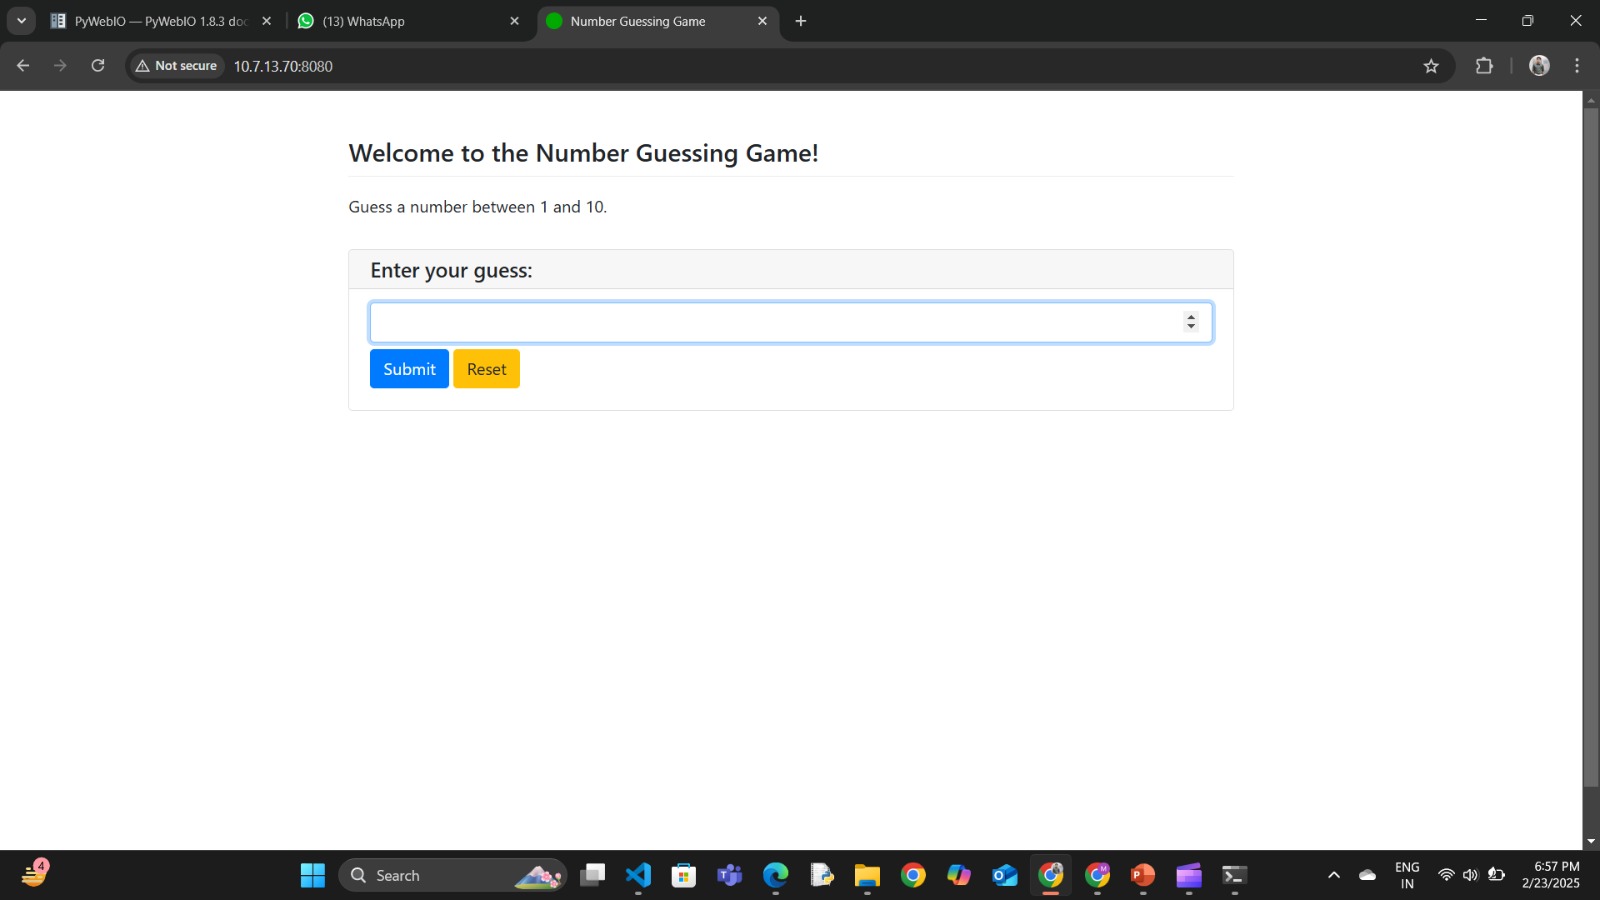 PyWebIO — PyWebIO 1.8.3 doc
(13) WhatsApp
Number Guessing Game
Not secure
10.7.13.70:8080
Welcome to the Number Guessing Game!
Guess a number between 1 and 10.
Enter your guess:
Submit
Reset
4
Search
ENG
IN
6:57 PM
2/23/2025